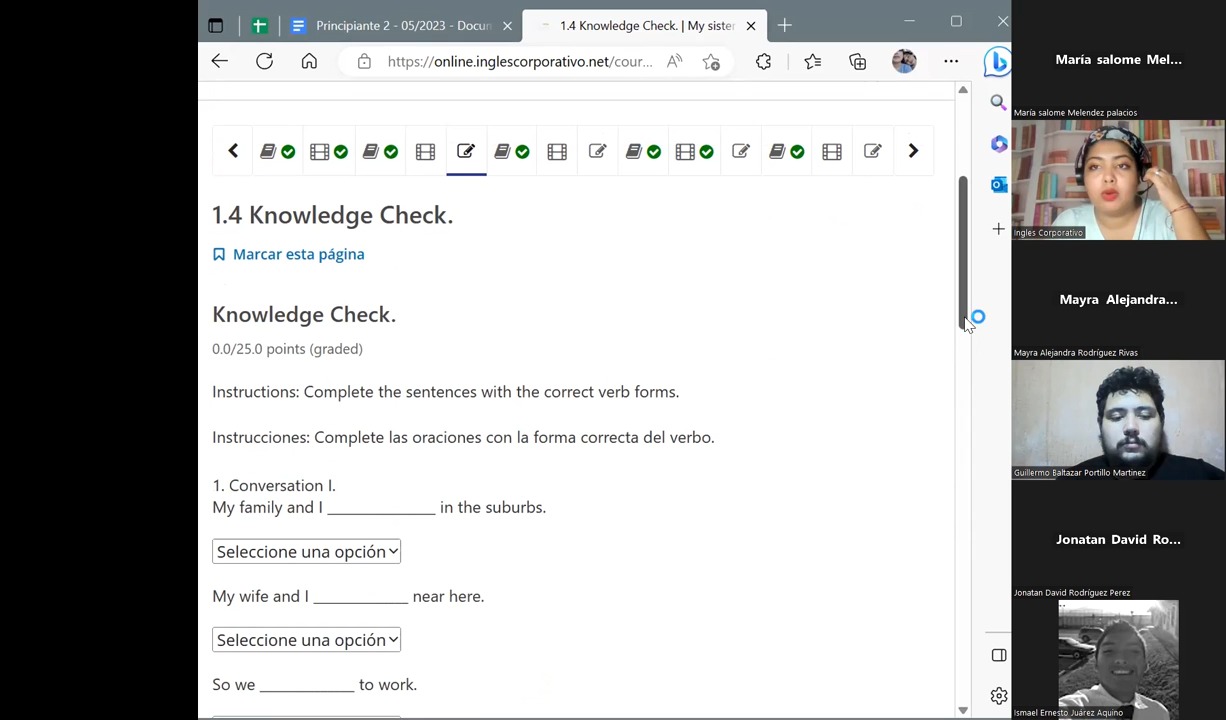 Principiante 2 - 05/2023 - Docun
1.4 Knowledge Check. | My sister
https://online.inglescorporativo.net/cour...
1.4 Knowledge Check.
Marcar esta página
Knowledge Check.
0.0/25.0 points (graded)
Instructions: Complete the sentences with the correct verb forms.
Instrucciones: Complete las oraciones con la forma correcta del verbo.
1. Conversation I.
My family and I _____________ in the suburbs.
Seleccione una opción
My wife and I ___________ near here.
Seleccione una opción
So we ___________ to work.
María salome Mel...
María salome Melendez palacios
Ingles Corporativo
Mayra Alejandra...
Mayra Alejandra Rodríguez Rivas
Guillermo Baltazar Portillo Martinez
Jonatan David Ro...
Jonatan David Rodríguez Perez
Ismael Ernesto Juárez Aquino